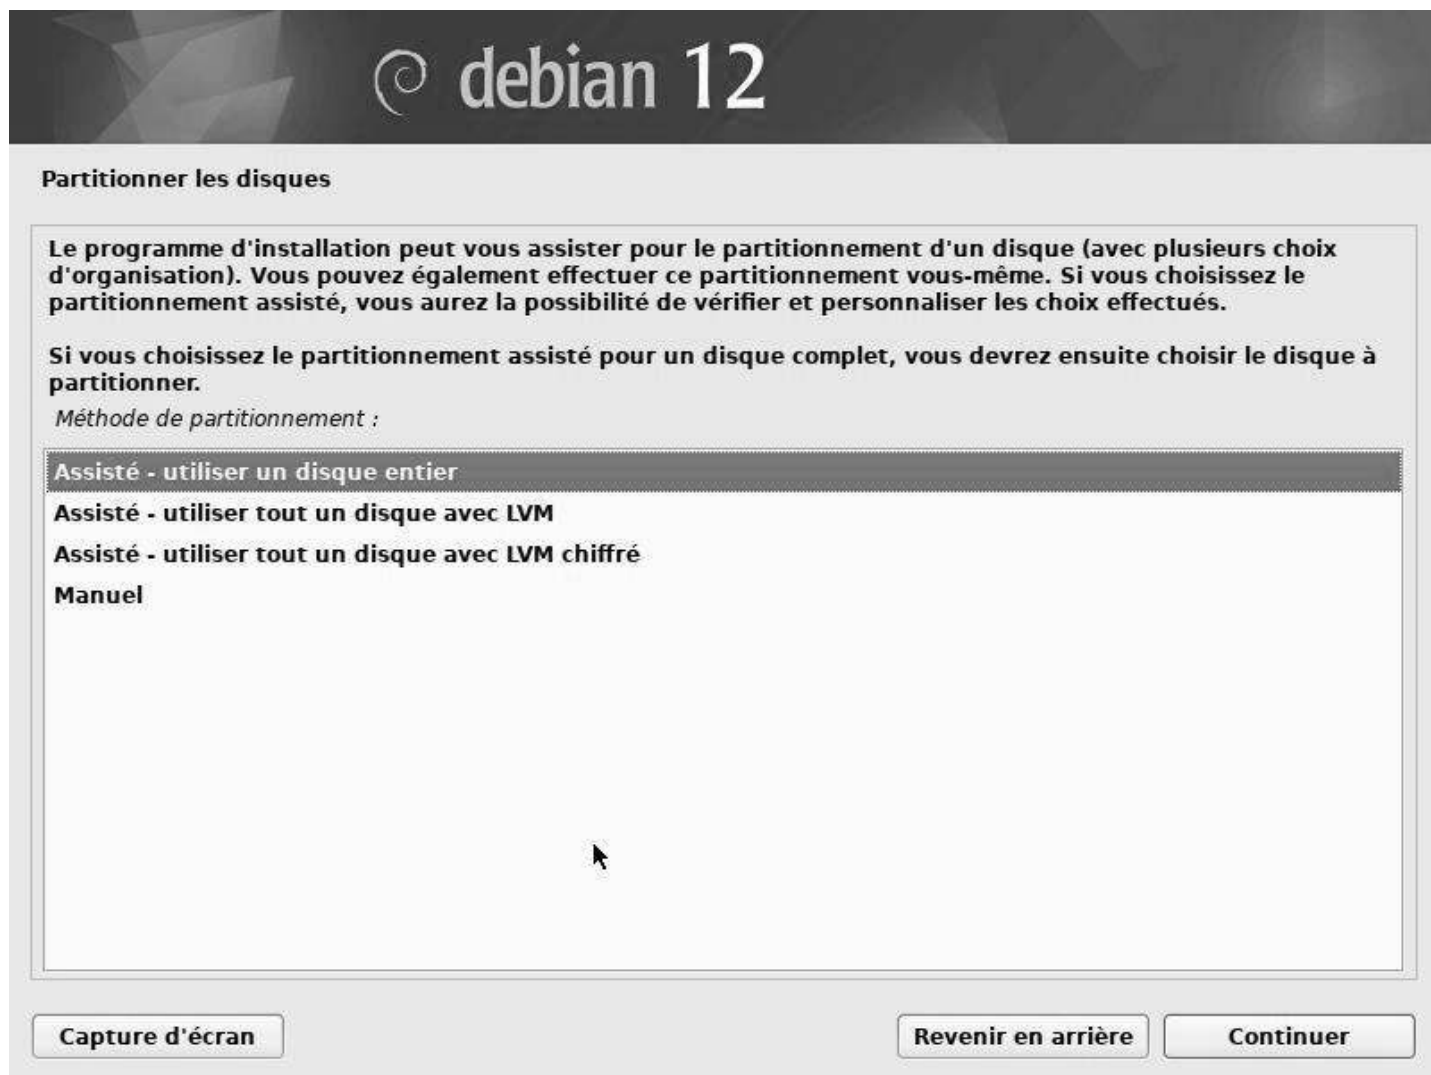 debian 12
Partitionner les disques
Le programme d'installation peut vous assister pour le partitionnement d'un disque (avec plusieurs choix
d'organisation). Vous pouvez également effectuer ce partitionnement vous-même. Si vous choisissez le
partitionnement assisté, vous aurez la possibilité de vérifier et personnaliser les choix effectués.
Si vous choisissez le partitionnement assisté pour un disque complet, vous devrez ensuite choisir le disque à
partitionner.
Méthode de partitionnement :
Assisté - utiliser un disque entier
Assisté - utiliser tout un disque avec LVM
Assisté - utiliser tout un disque avec LVM chiffré
Manuel
Capture d'écran
Revenir en arrière
Continuer